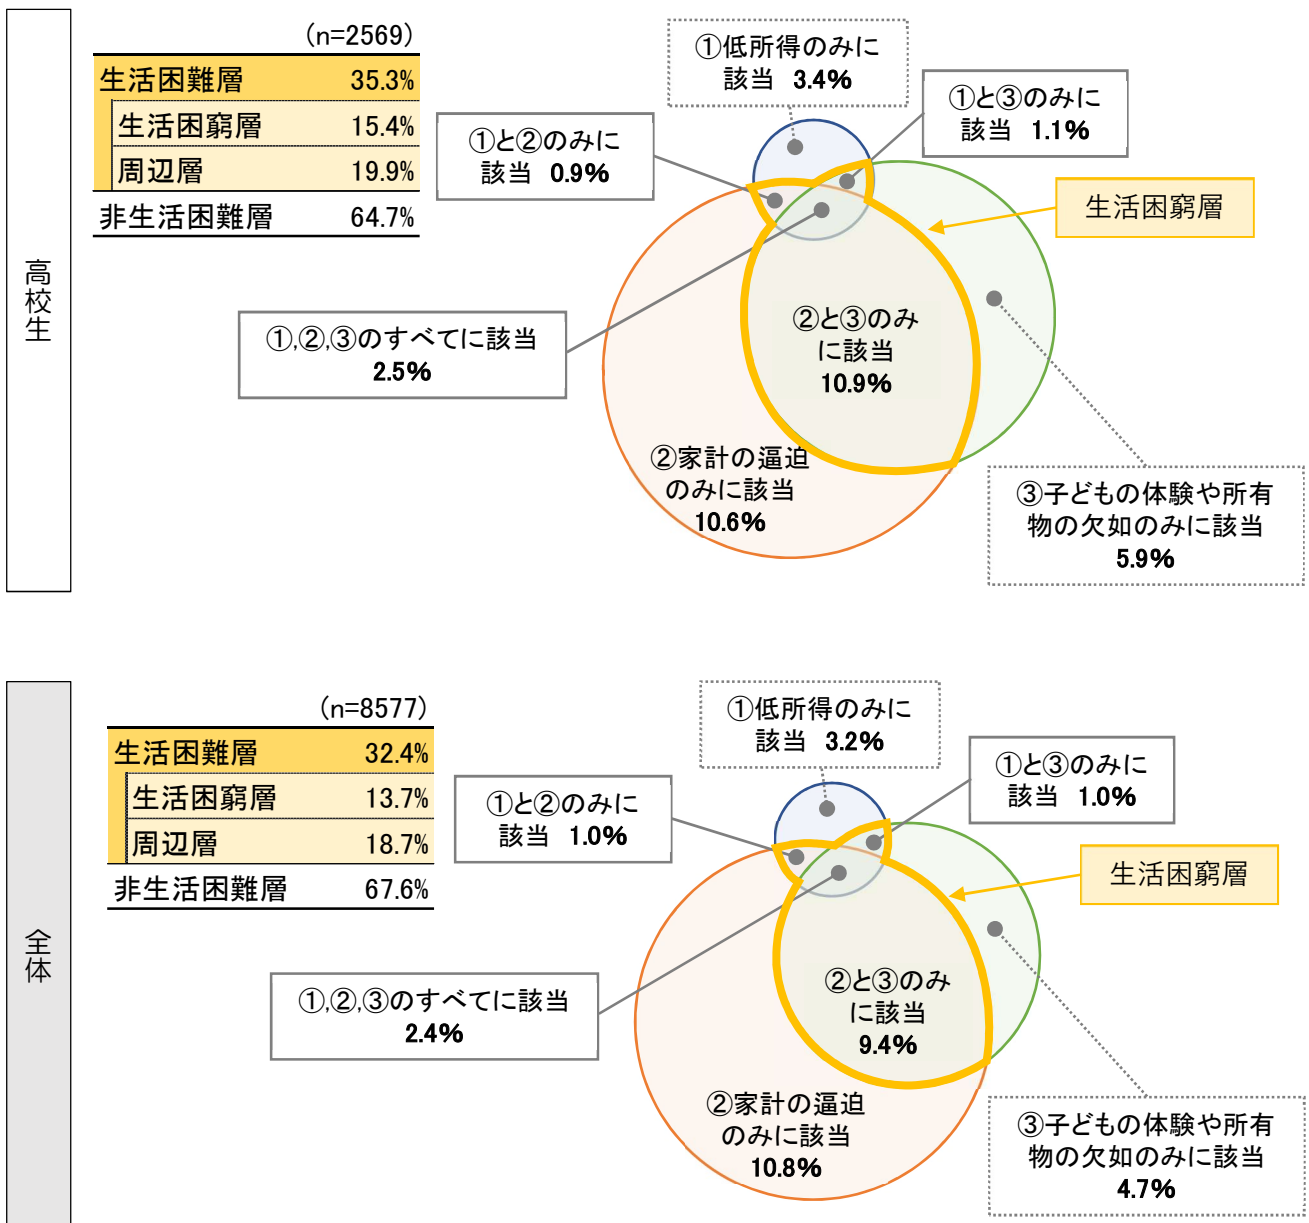 高校生
(n=2569)
生活困難層 35.3%
生活困窮層 15.4%
周辺層 19.9%
非生活困難層 64.7%
①低所得のみに
該当 3.4%
①と③のみに
該当 1.1%
①と②のみに
該当 0.9%
生活困窮層
①,②,③のすべてに該当
2.5%
②と③のみ
に該当
10.9%
②家計の逼迫
のみに該当
10.6%
③子どもの体験や所有
物の欠如のみに該当
5.9%
全体
(n=8577)
生活困難層 32.4%
生活困窮層 13.7%
周辺層 18.7%
非生活困難層 67.6%
①低所得のみに
該当 3.2%
①と③のみに
該当 1.0%
①と②のみに
該当 1.0%
生活困窮層
①,②,③のすべてに該当
2.4%
②と③のみ
に該当
9.4%
②家計の逼迫
のみに該当
10.8%
③子どもの体験や所有
物の欠如のみに該当
4.7%